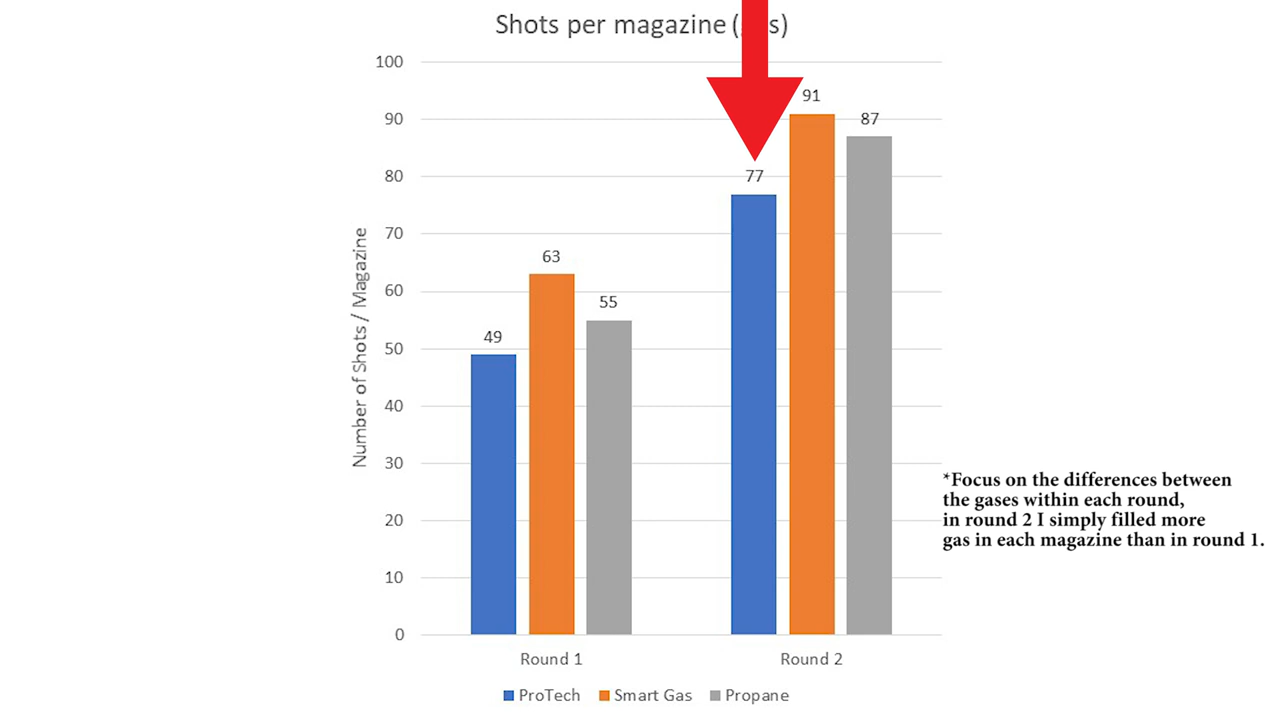 Shots per magazine ( s)
100
90
80
70
60
50
40
30
20
10
0
Number of Shots / Magazine
49
63
55
77
91
87
Round 1
Round 2
ProTech
Smart Gas
Propane
*Focus on the differences between
the gases within each round,
in round 2 I simply filled more
gas in each magazine than in round 1.